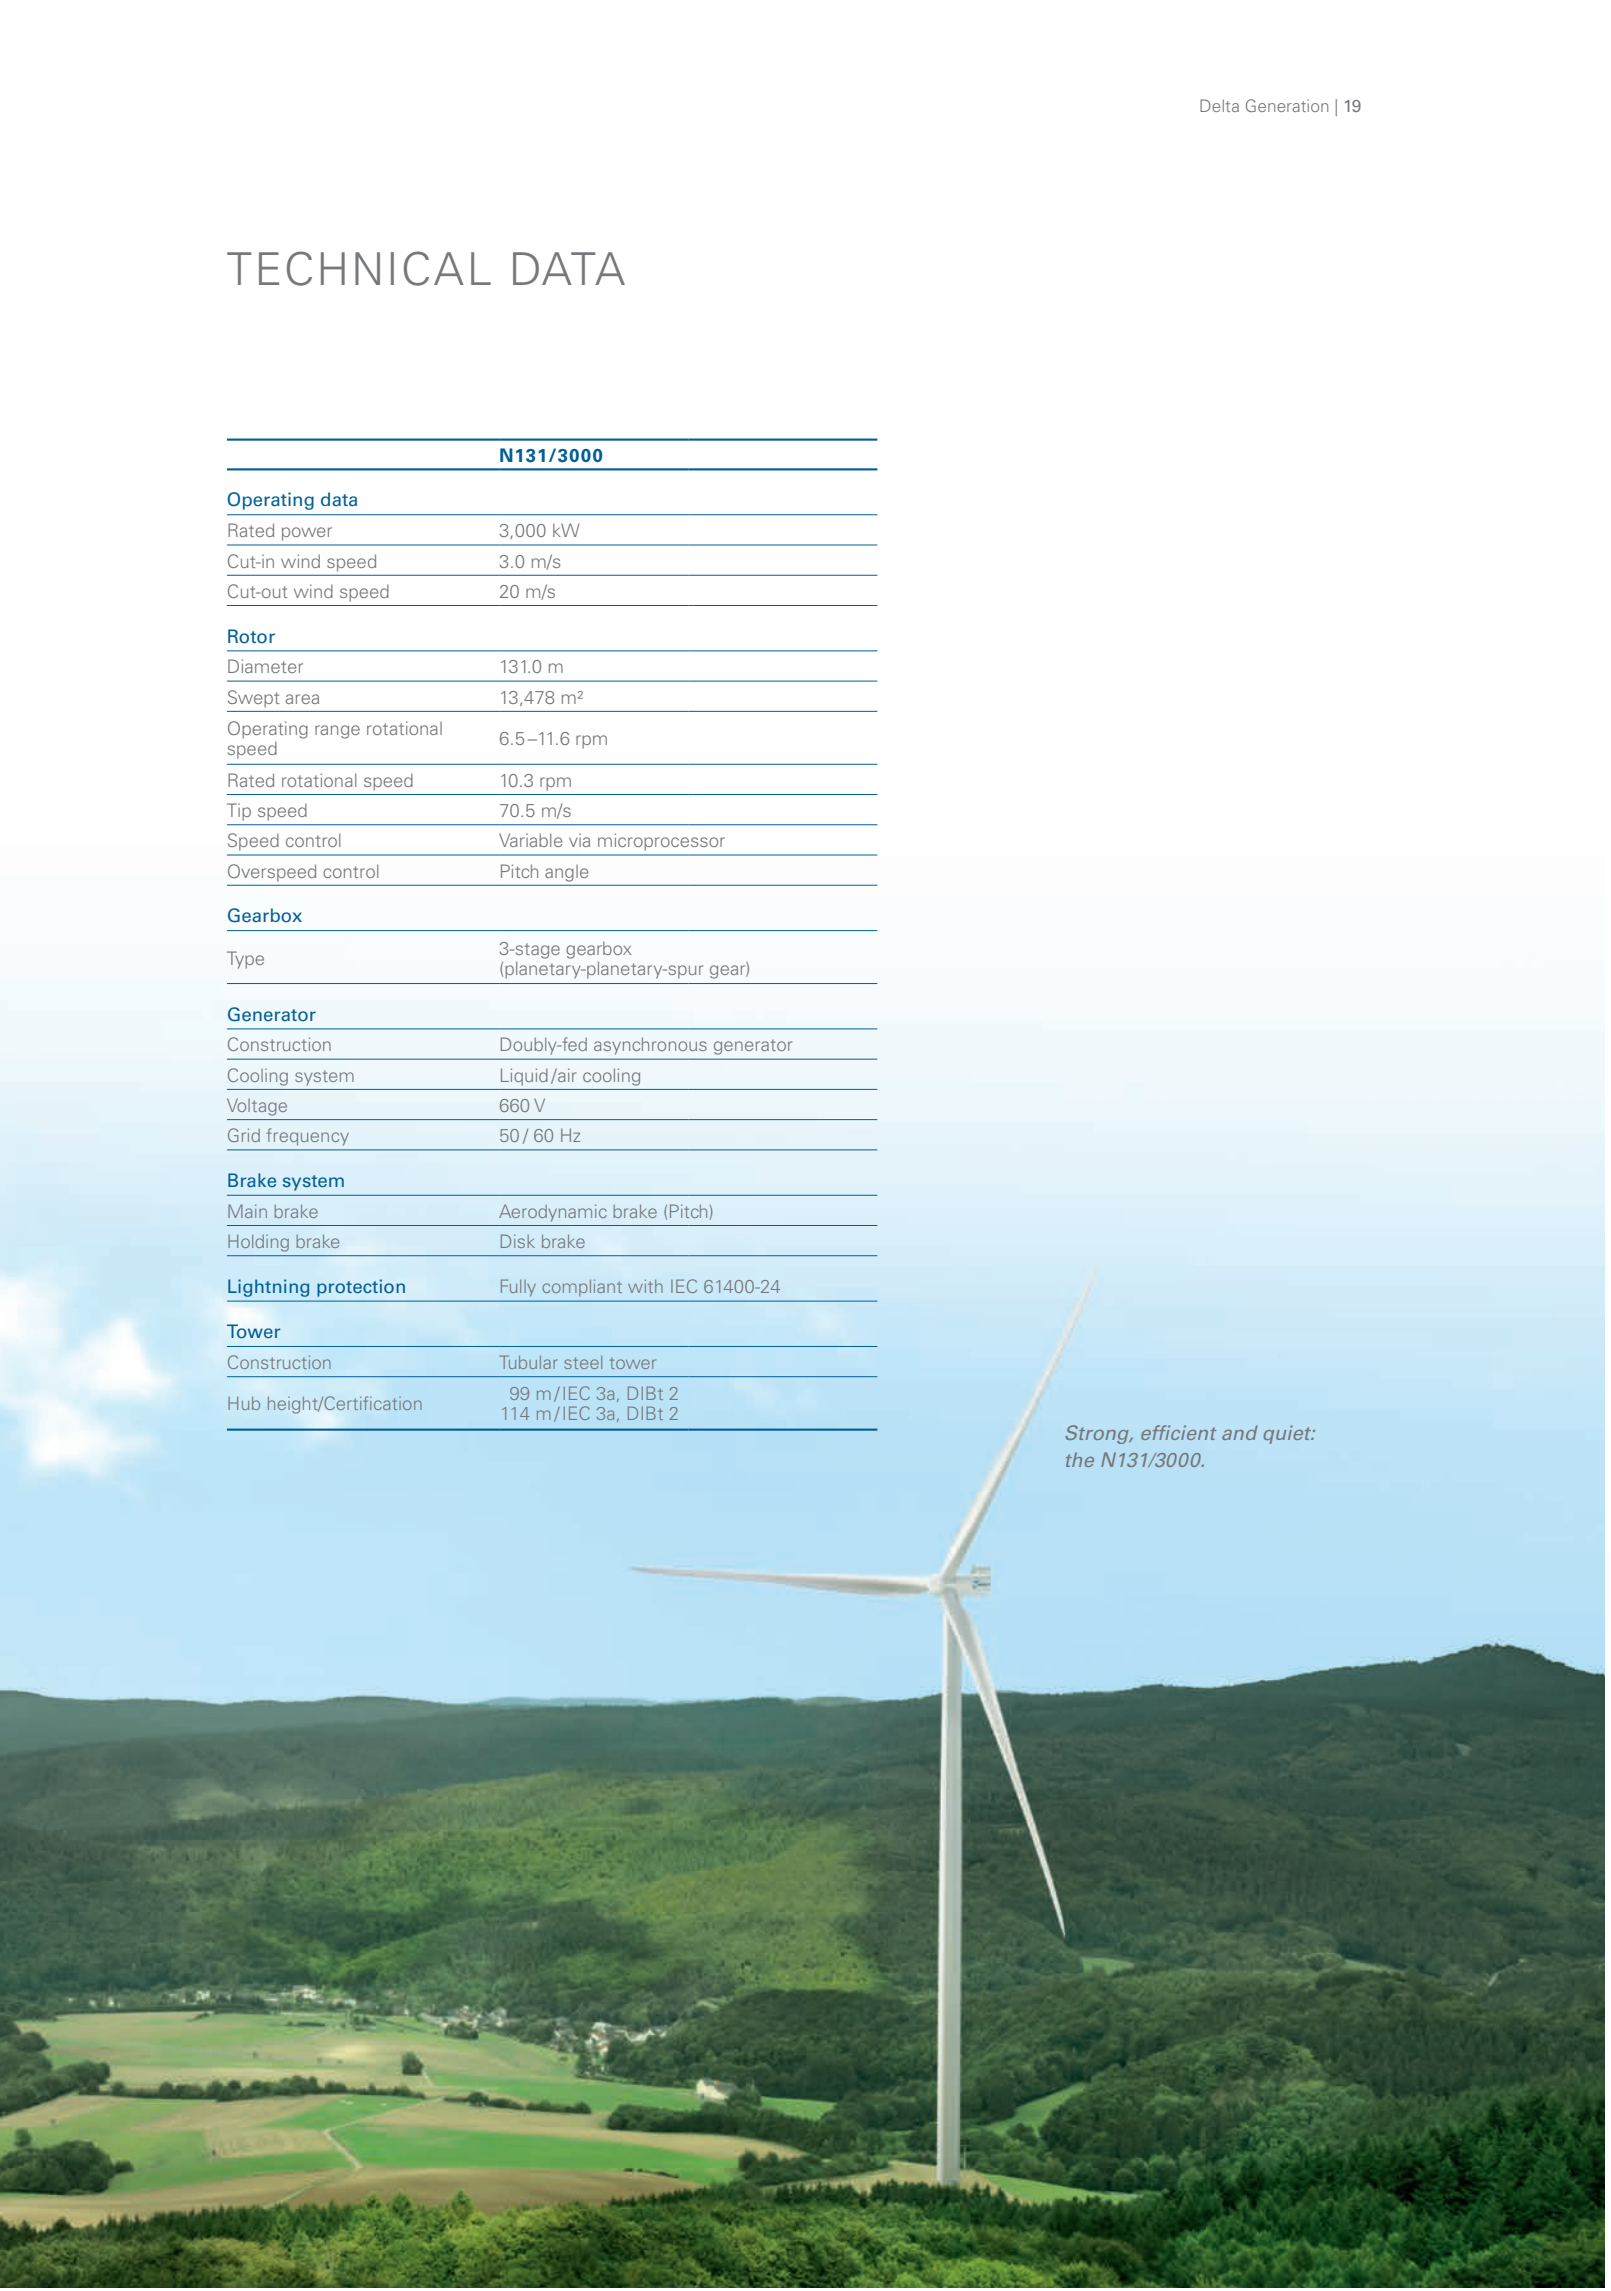 Delta Generation | 19
TECHNICAL DATA
N131/3000
Operating data
Rated power 3,000 kW
Cut-in wind speed 3.0 m/s
Cut-out wind speed 20 m/s
Rotor
Diameter 131.0 m
Swept area 13,478 m²
Operating range rotational
speed 6.5–11.6 rpm
Rated rotational speed 10.3 rpm
Tip speed 70.5 m/s
Speed control Variable via microprocessor
Overspeed control Pitch angle
Gearbox
Type 3-stage gearbox
(planetary-planetary-spur gear)
Generator
Construction Doubly-fed asynchronous generator
Cooling system Liquid/air cooling
Voltage 660 V
Grid frequency 50/ 60 Hz
Brake system
Main brake Aerodynamic brake (Pitch)
Holding brake Disk brake
Lightning protection Fully compliant with IEC 61400-24
Tower
Construction Tubular steel tower
Hub height/Certification 99 m/IEC 3a, DIBt 2
114 m/IEC 3a, DIBt 2
Strong, efficient and quiet:
the N131/3000.